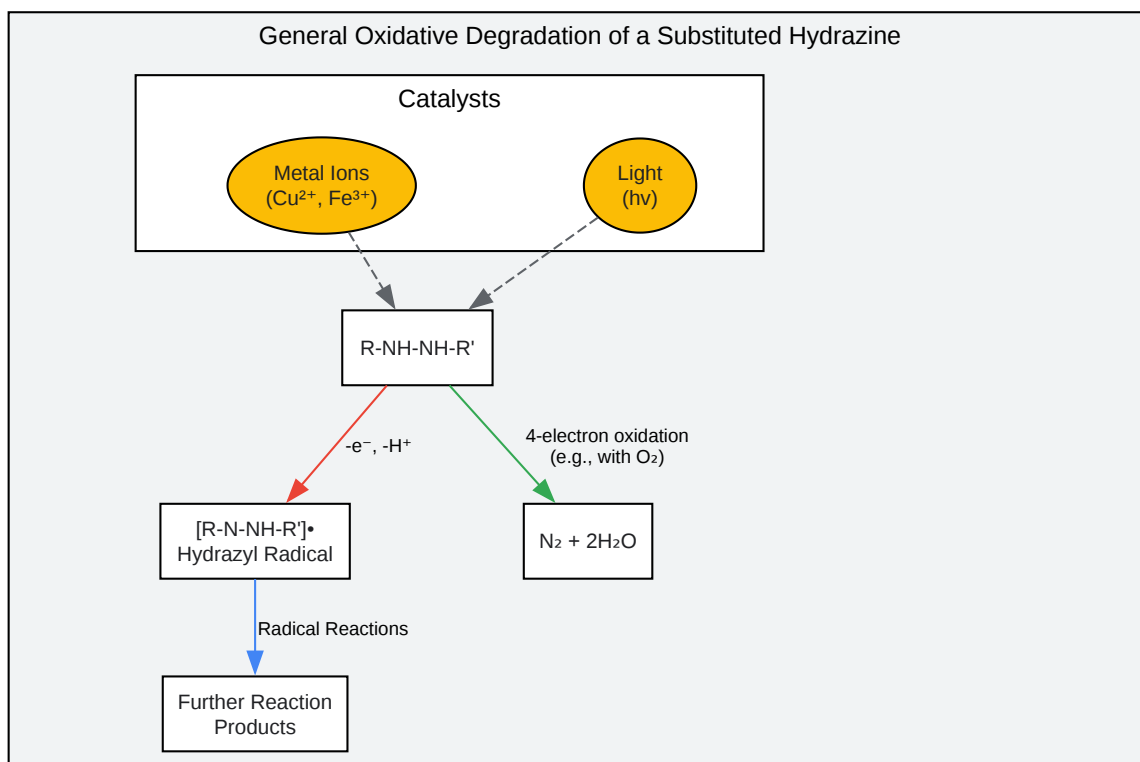 General Oxidative Degradation of a Substituted Hydrazine
Catalysts
Metal Ions
(Cu²⁺, Fe³⁺)
Light
(hv)
R-NH-NH-R'
-e⁻, -H⁺
4-electron oxidation
(e.g., with O₂)
[R-N-NH-R']•
Hydrazyl Radical
N₂ + 2H₂O
Radical Reactions
Further Reaction
Products